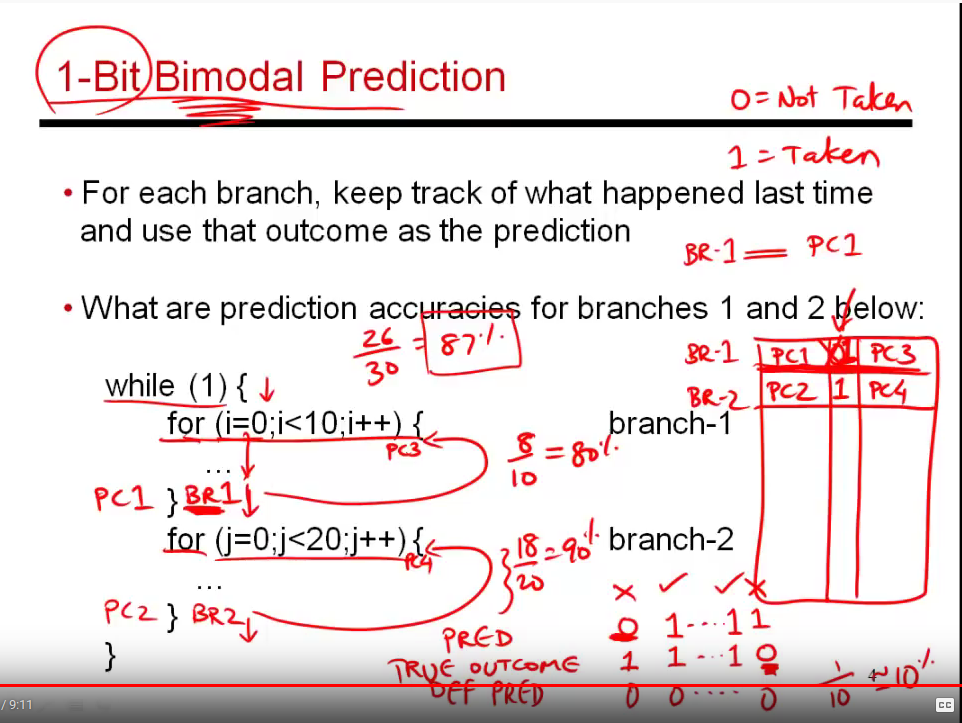 1-Bit Bimodal Prediction
0 = Not Taken
1 = Taken
• For each branch, keep track of what happened last time
and use that outcome as the prediction
BR-1 = PC1
• What are prediction accuracies for branches 1 and 2 below:
26/30 = 87%
BR-1 PC1 0 1 PC3
BR-2 PC2 1 PC4
while (1) {
for (i=0;i<10;i++) { branch-1
PC3
8/10 = 80%
...
PC1 } BR1
for (j=0;j<20;j++) { branch-2
PC4
18/20 = 90%
...
x ✓ ✓ x
PC2 } BR2
PRED 0 1 .... 1 1
}
TRUE OUTCOME 1 1 ... 1 0
DEF PRED 0 0 .... 0
1/10 ≈ 10%
4
/ 9:11
CC